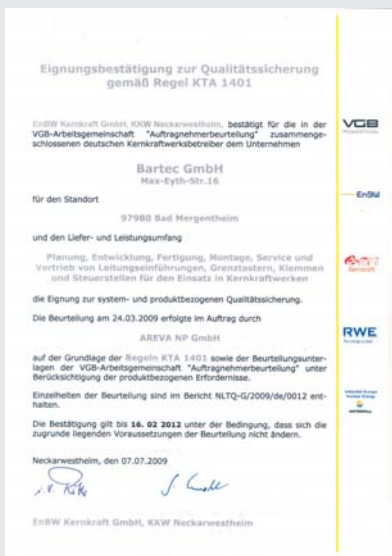 Eignungsbestätigung zur Qualitätssicherung
gemäß Regel KTA 1401
EnBW Kernkraft GmbH, KKW Neckarwestheim, bestätigt für die in der
VGB-Arbeitsgemeinschaft "Auftragnehmerbeurteilung" zusammenge-
schlossenen deutschen Kernkraftwerksbetreiber dem Unternehmen
Bartec GmbH
Max-Eyth-Str.16
für den Standort
97980 Bad Mergentheim
und den Liefer- und Leistungsumfang
Planung, Entwicklung, Fertigung, Montage, Service und
Vertrieb von Leitungseinführungen, Grenztastern, Klemmen
und Steuerstellen für den Einsatz in Kernkraftwerken
die Eignung zur system- und produktbezogenen Qualitätssicherung.
Die Beurteilung am 24.03.2009 erfolgte im Auftrag durch
AREVA NP GmbH
auf der Grundlage der Regeln KTA 1401 sowie der Beurteilungsunter-
lagen der VGB-Arbeitsgemeinschaft "Auftragnehmerbeurteilung" unter
Berücksichtigung der produktbezogenen Erfordernisse.
Einzelheiten der Beurteilung sind im Bericht NLTQ-G/2009/de/0012 ent-
halten.
Die Bestätigung gilt bis 16. 02 2012 unter der Bedingung, dass sich die
zugrunde liegenden Voraussetzungen der Beurteilung nicht ändern.
Neckarwestheim, den 07.07.2009
EnBW Kernkraft GmbH, KKW Neckarwestheim
VGB
EnBW
Kernkraft
RWE